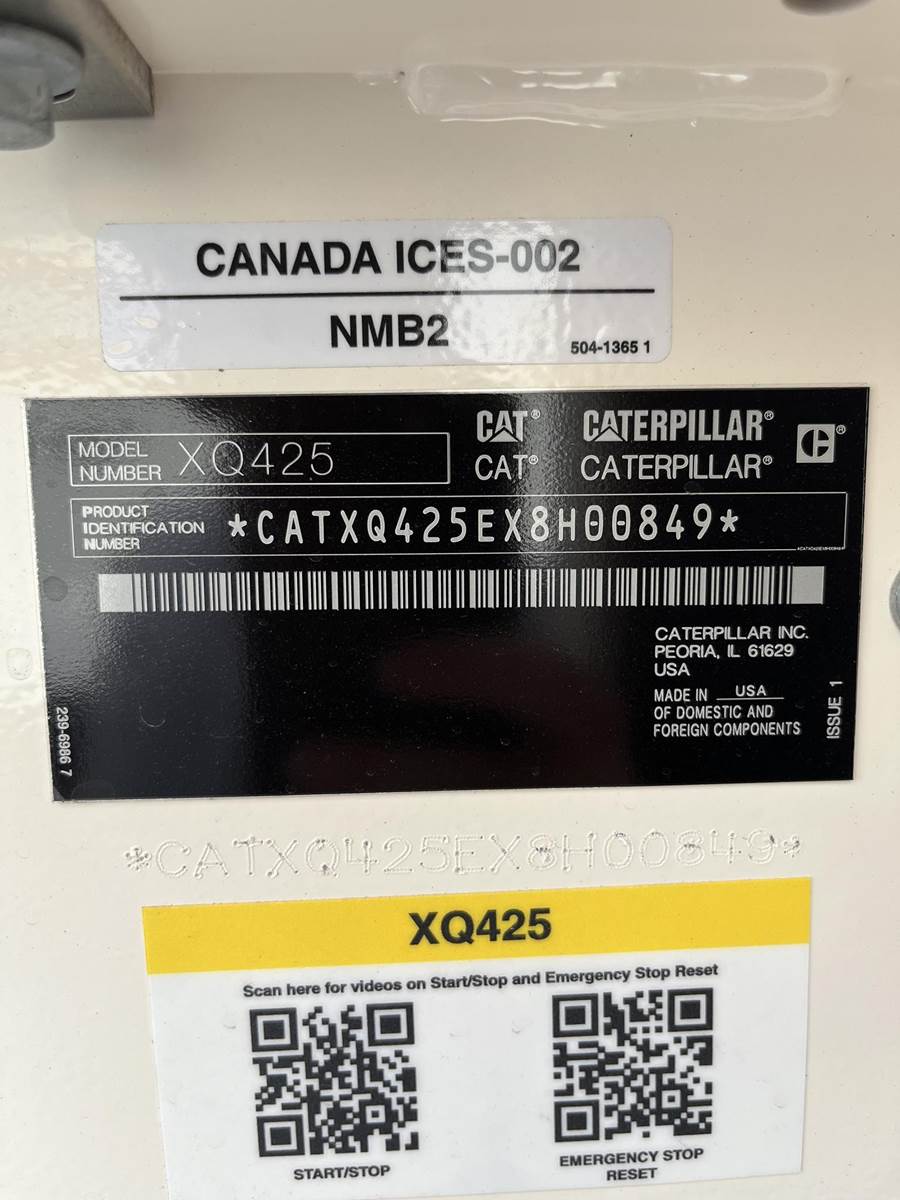 CANADA ICES-002
NMB2
504-1365 1
CAT® CATERPILLAR®
CAT® CATERPILLAR®
MODEL
NUMBER XQ425
PRODUCT
IDENTIFICATION
NUMBER
*CATXQ425EX8H00849*
*CATXQ425EX8H00849*
CATERPILLAR INC.
PEORIA, IL 61629
USA
MADE IN USA
OF DOMESTIC AND
FOREIGN COMPONENTS
ISSUE 1
239-6986 7
*CATXQ425EX8H00849*
XQ425
Scan here for videos on Start/Stop and Emergency Stop Reset
START/STOP
EMERGENCY STOP
RESET